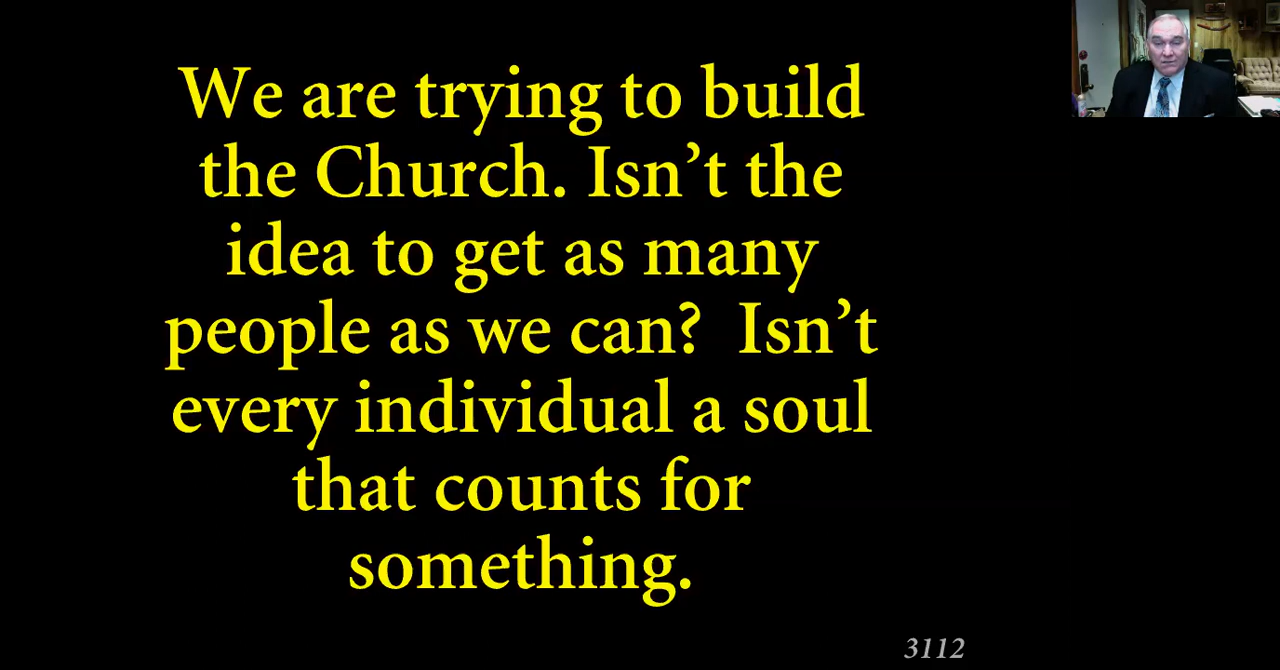 We are trying to build
the Church. Isn’t the
idea to get as many
people as we can?  Isn’t
every individual a soul
that counts for
something.
3112